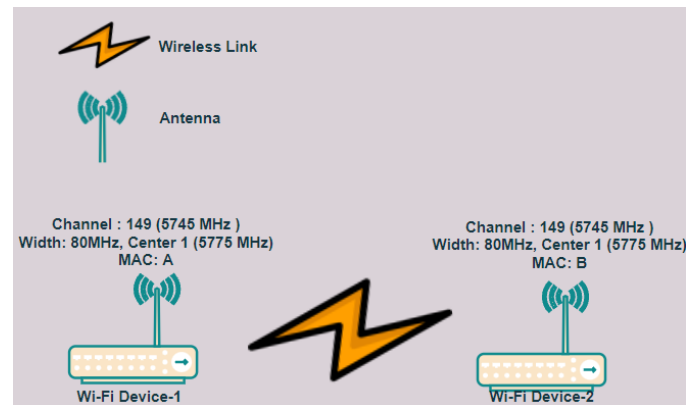 Wireless Link
Antenna
Channel : 149 (5745 MHz )
Width: 80MHz, Center 1 (5775 MHz)
MAC: A
Channel : 149 (5745 MHz )
Width: 80MHz, Center 1 (5775 MHz)
MAC: B
Wi-Fi Device-1
Wi-Fi Device-2